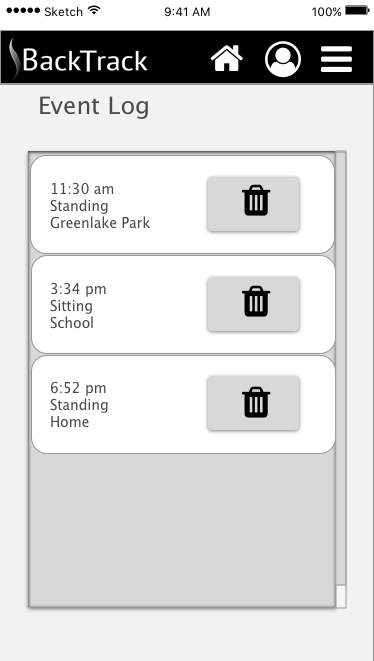 Sketch 9:41 AM 100%
BackTrack
Event Log
11:30 am
Standing
Greenlake Park
3:34 pm
Sitting
School
6:52 pm
Standing
Home